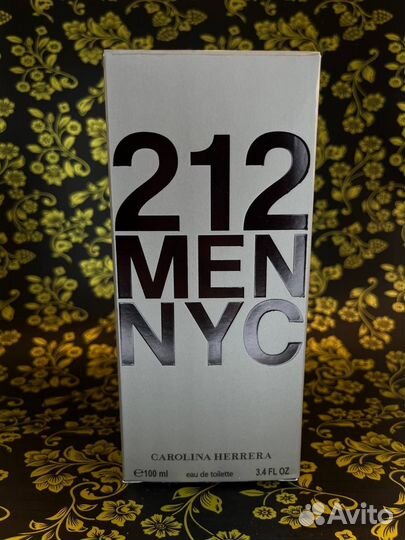 212
MEN
NYC
CAROLINA HERRERA
℮100 ml eau de toilette 3.4 FL OZ
Avito